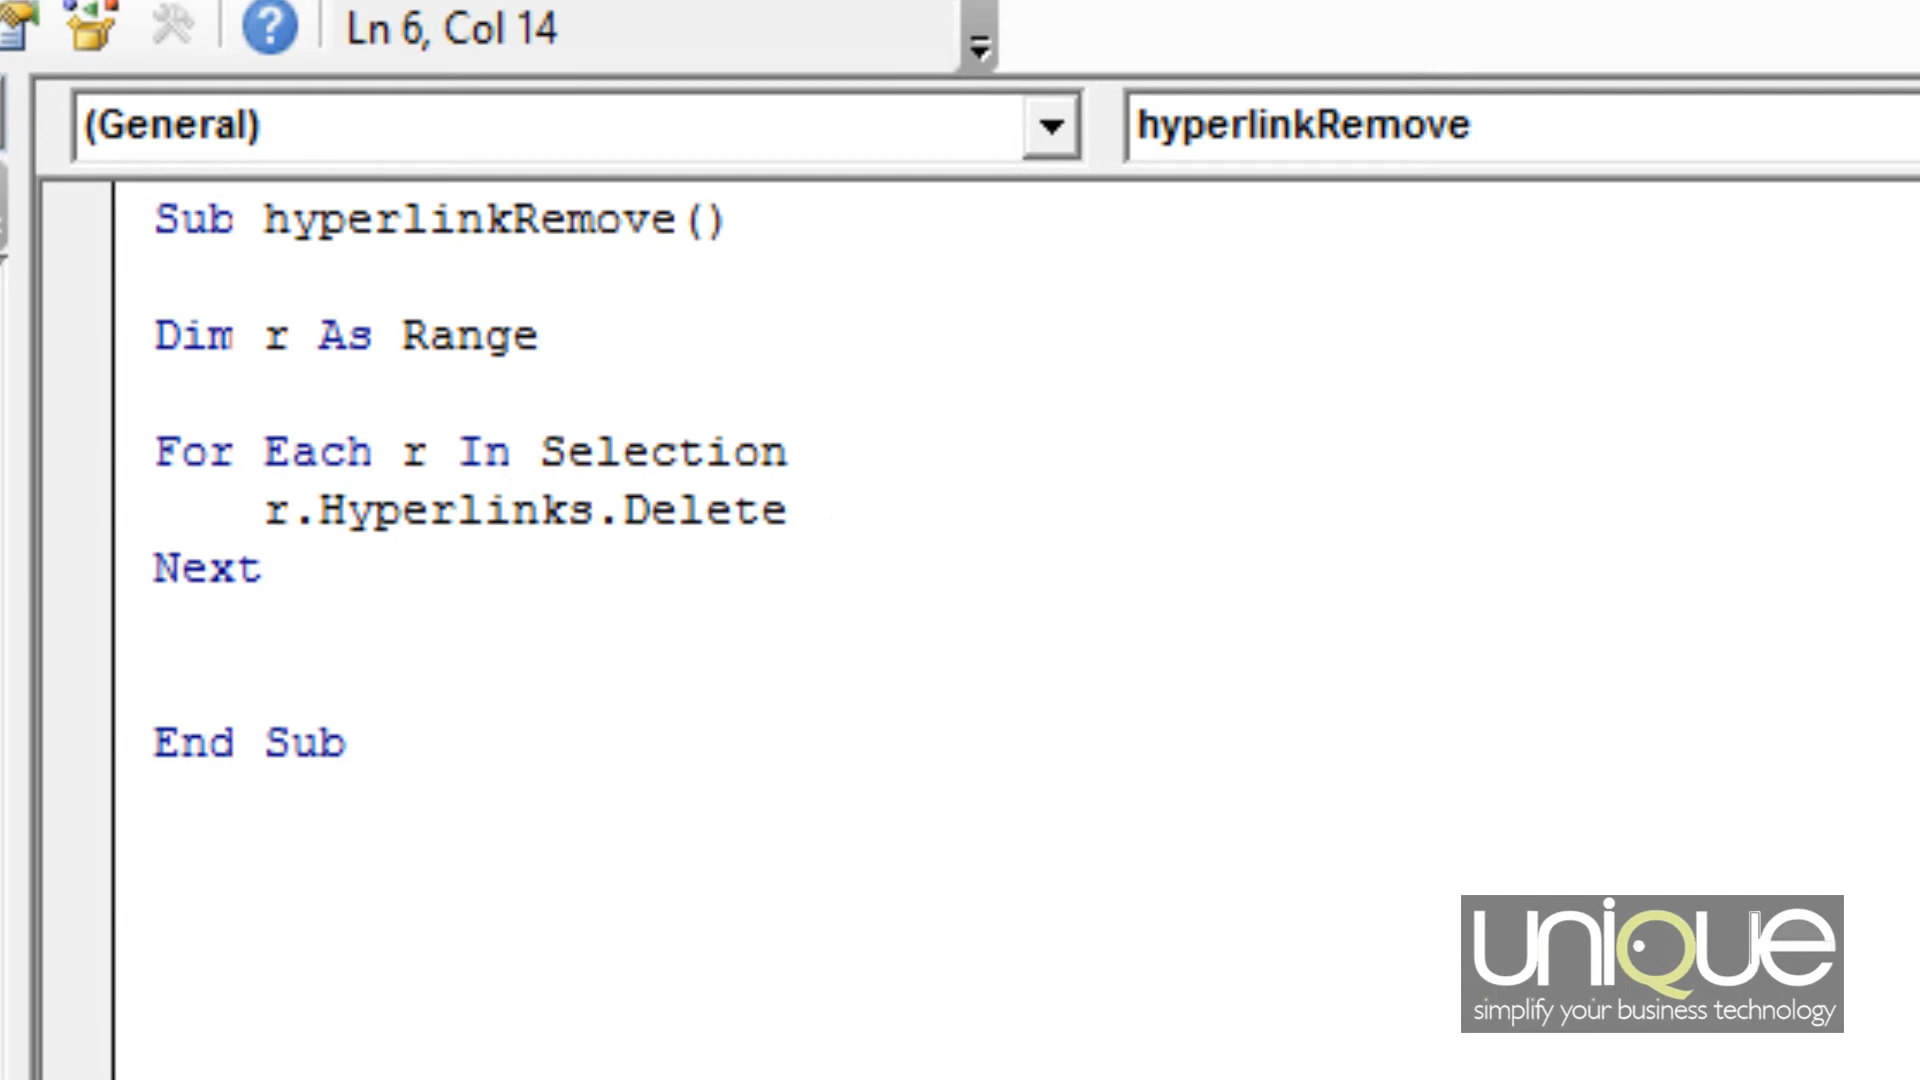 Ln 6, Col 14
(General)
hyperlinkRemove
Sub hyperlinkRemove()
Dim r As Range
For Each r In Selection
r.Hyperlinks.Delete
Next
End Sub
uniQue
simplify your business technology